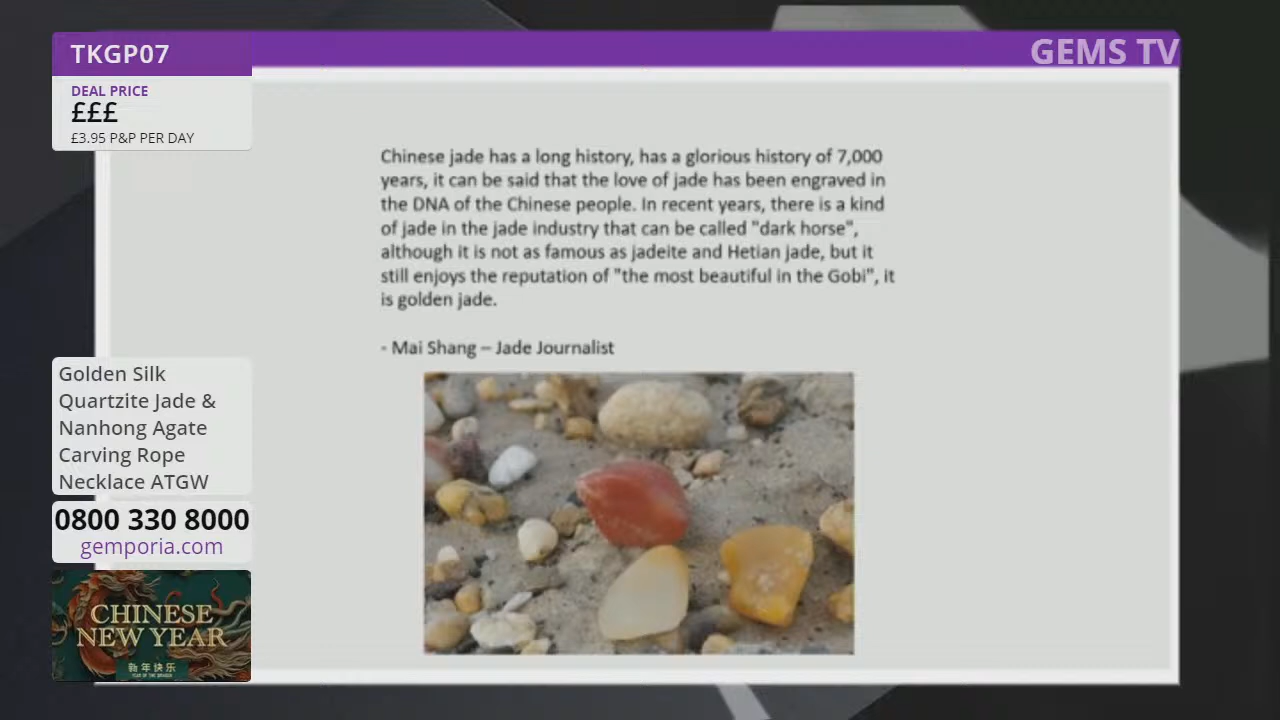 TKGP07
GEMS TV
DEAL PRICE
£££
£3.95 P&P PER DAY
Chinese jade has a long history, has a glorious history of 7,000
years, it can be said that the love of jade has been engraved in
the DNA of the Chinese people. In recent years, there is a kind
of jade in the jade industry that can be called "dark horse",
although it is not as famous as jadeite and Hetian jade, but it
still enjoys the reputation of "the most beautiful in the Gobi", it
is golden jade.
- Mai Shang – Jade Journalist
Golden Silk
Quartzite Jade &
Nanhong Agate
Carving Rope
Necklace ATGW
0800 330 8000
gemporia.com
CHINESE
NEW YEAR
新年快乐
YEAR OF THE DRAGON